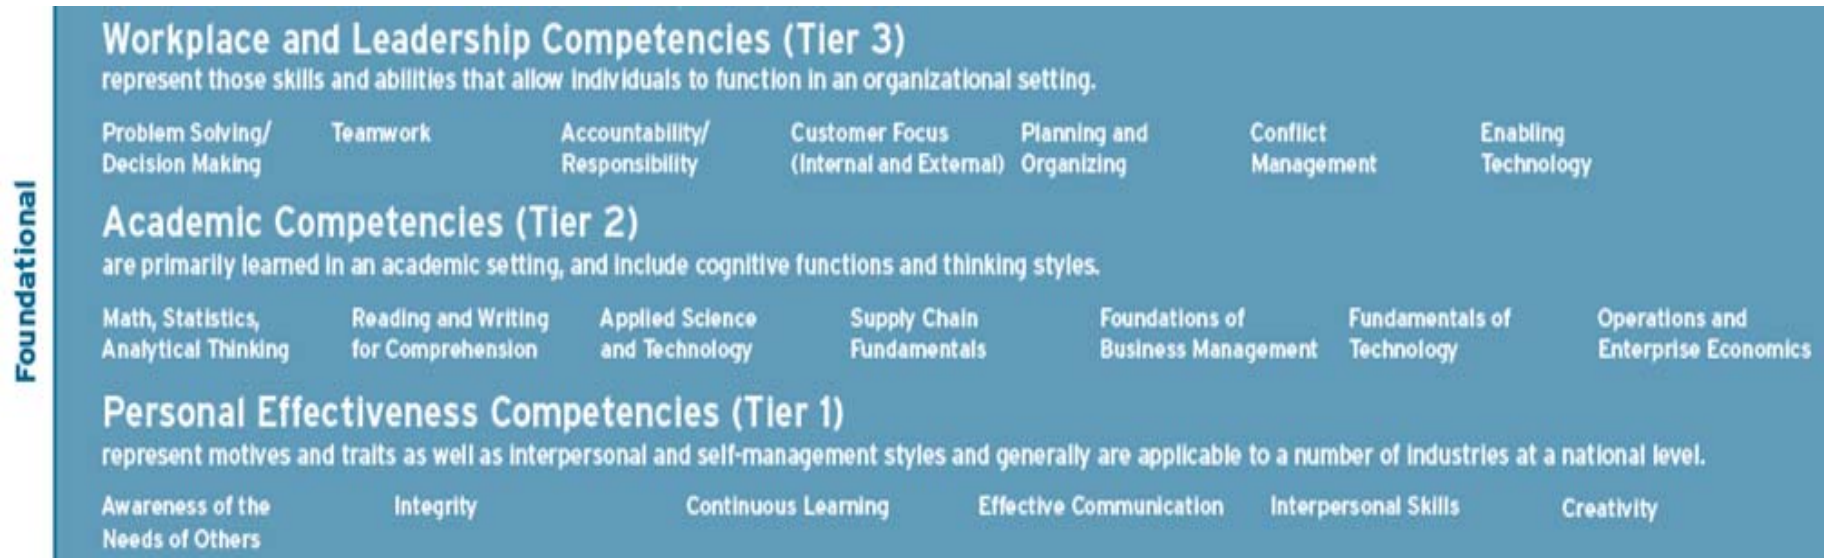 Foundational
Workplace and Leadership Competencies (Tier 3)
represent those skills and abilities that allow individuals to function in an organizational setting.
Problem Solving/
Decision Making
Teamwork
Accountability/
Responsibility
Customer Focus
(Internal and External)
Planning and
Organizing
Conflict
Management
Enabling
Technology
Academic Competencies (Tier 2)
are primarily learned in an academic setting, and include cognitive functions and thinking styles.
Math, Statistics,
Analytical Thinking
Reading and Writing
for Comprehension
Applied Science
and Technology
Supply Chain
Fundamentals
Foundations of
Business Management
Fundamentals of
Technology
Operations and
Enterprise Economics
Personal Effectiveness Competencies (Tier 1)
represent motives and traits as well as interpersonal and self-management styles and generally are applicable to a number of industries at a national level.
Awareness of the
Needs of Others
Integrity
Continuous Learning
Effective Communication
Interpersonal Skills
Creativity